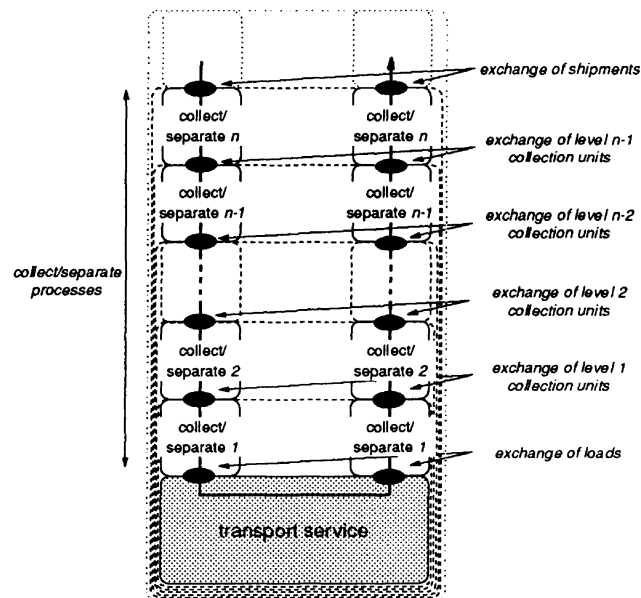 exchange of shipments
collect/ collect/
separate n separate n
exchange of level n-1
collection units
collect/ collect/
separate n-1 separate n-1
exchange of level n-2
collection units
collect/separate
processes
exchange of level 2
collection units
collect/ collect/
separate 2 separate 2
exchange of level 1
collection units
collect/ collect/
separate 1 separate 1
exchange of loads
transport service